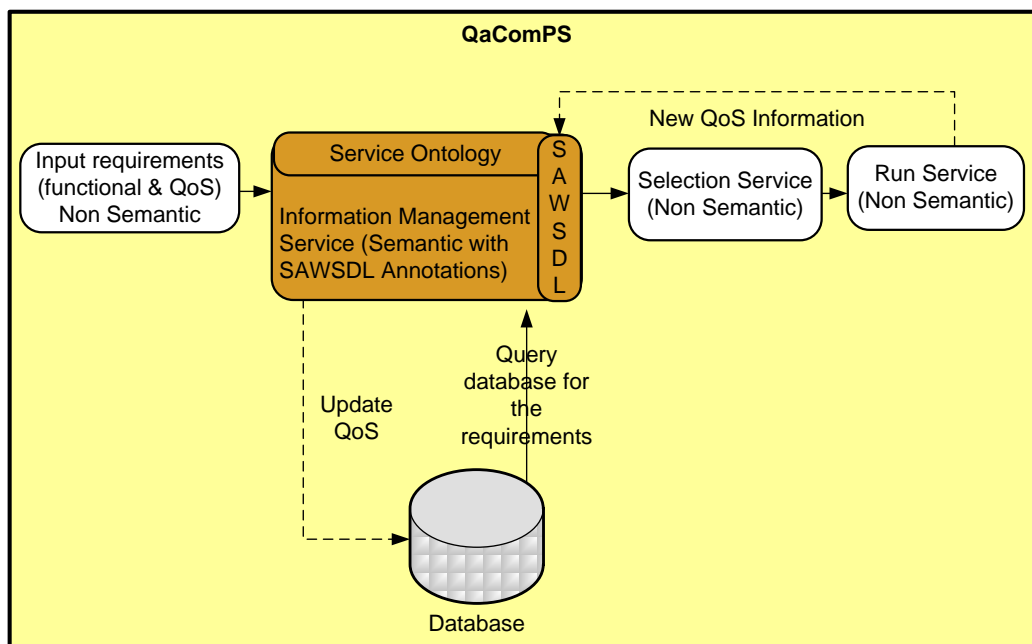 QaComPS
New QoS Information
Input requirements
(functional & QoS)
Non Semantic
Service Ontology
Information Management
Service (Semantic with
SAWSDL Annotations)
S
A
W
S
D
L
Selection Service
(Non Semantic)
Run Service
(Non Semantic)
Update
QoS
Query
database for
the
requirements
Database